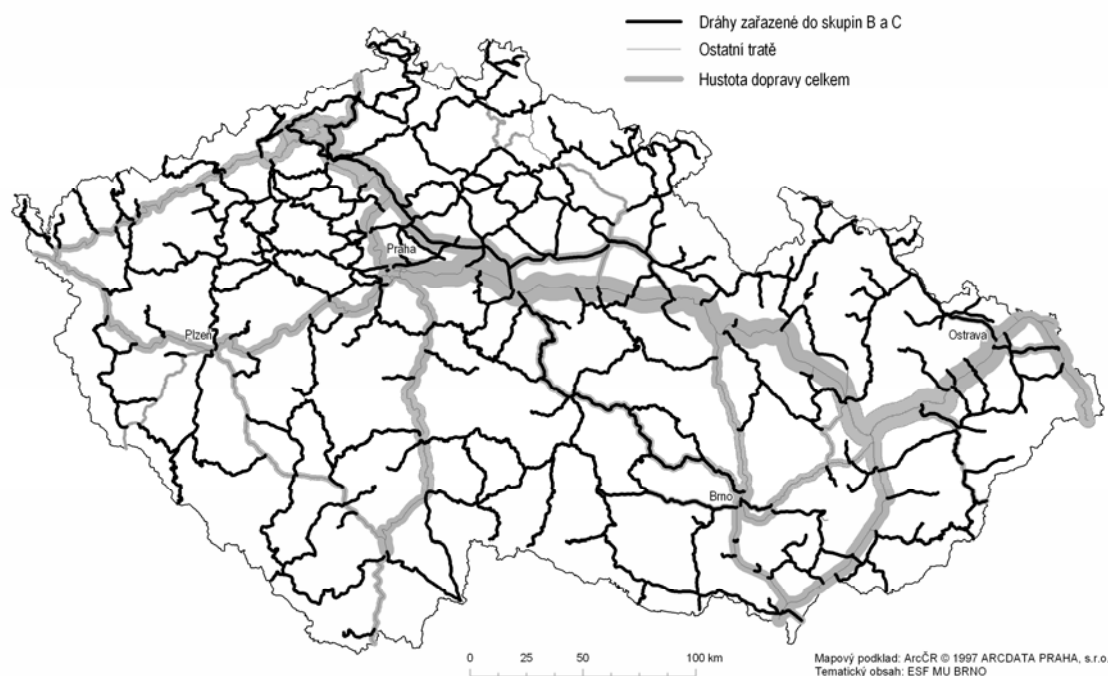 Dráhy zařazené do skupin B a C
Ostatní tratě
Hustota dopravy celkem
Praha
Plzeň
Ostrava
Brno
0 25 50 100 km
Mapový podklad: ArcČR © 1997 ARCDATA PRAHA, s.r.o.
Tematický obsah: ESF MU BRNO